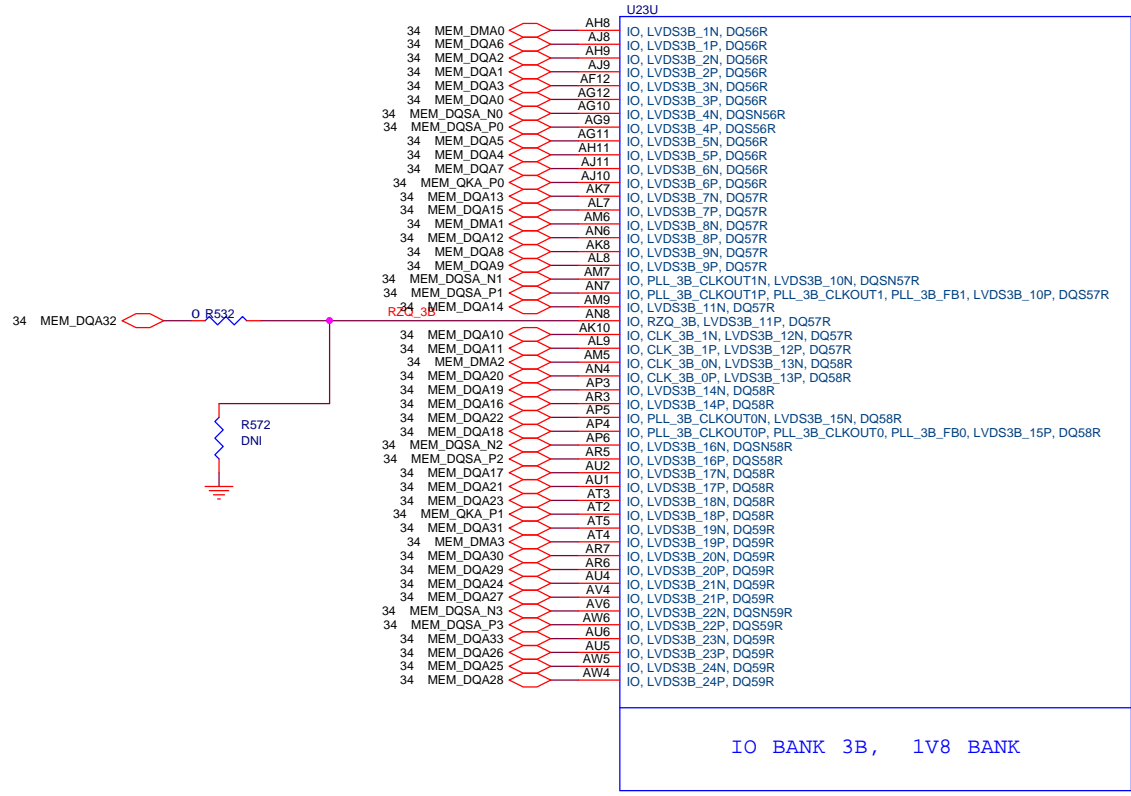 U23U
34 MEM_DMA0 AH8 IO, LVDS3B_1N, DQ56R
34 MEM_DQA6 AJ8 IO, LVDS3B_1P, DQ56R
34 MEM_DQA2 AH9 IO, LVDS3B_2N, DQ56R
34 MEM_DQA1 AJ9 IO, LVDS3B_2P, DQ56R
34 MEM_DQA3 AF12 IO, LVDS3B_3N, DQ56R
34 MEM_DQA0 AG12 IO, LVDS3B_3P, DQ56R
34 MEM_DQSA_N0 AG10 IO, LVDS3B_4N, DQSN56R
34 MEM_DQSA_P0 AG9 IO, LVDS3B_4P, DQS56R
34 MEM_DQA5 AG11 IO, LVDS3B_5N, DQ56R
34 MEM_DQA4 AH11 IO, LVDS3B_5P, DQ56R
34 MEM_DQA7 AJ11 IO, LVDS3B_6N, DQ56R
34 MEM_QKA_P0 AJ10 IO, LVDS3B_6P, DQ56R
34 MEM_DQA13 AK7 IO, LVDS3B_7N, DQ57R
34 MEM_DQA15 AL7 IO, LVDS3B_7P, DQ57R
34 MEM_DMA1 AM6 IO, LVDS3B_8N, DQ57R
34 MEM_DQA12 AN6 IO, LVDS3B_8P, DQ57R
34 MEM_DQA8 AK8 IO, LVDS3B_9N, DQ57R
34 MEM_DQA9 AL8 IO, LVDS3B_9P, DQ57R
34 MEM_DQSA_N1 AM7 IO, PLL_3B_CLKOUT1N, LVDS3B_10N, DQSN57R
34 MEM_DQSA_P1 AN7 IO, PLL_3B_CLKOUT1P, PLL_3B_CLKOUT1, PLL_3B_FB1, LVDS3B_10P, DQS57R
34 MEM_DQA14 AM9 IO, LVDS3B_11N, DQ57R
34 MEM_DQA32 0 R532 RZQ_3B AN8 IO, RZQ_3B, LVDS3B_11P, DQ57R
34 MEM_DQA10 AK10 IO, CLK_3B_1N, LVDS3B_12N, DQ57R
34 MEM_DQA11 AL9 IO, CLK_3B_1P, LVDS3B_12P, DQ57R
34 MEM_DMA2 AM5 IO, CLK_3B_0N, LVDS3B_13N, DQ58R
34 MEM_DQA20 AN4 IO, CLK_3B_0P, LVDS3B_13P, DQ58R
34 MEM_DQA19 AP3 IO, LVDS3B_14N, DQ58R
34 MEM_DQA16 AR3 IO, LVDS3B_14P, DQ58R
34 MEM_DQA22 AP5 IO, PLL_3B_CLKOUT0N, LVDS3B_15N, DQ58R
R572
34 MEM_DQA18 AP4 IO, PLL_3B_CLKOUT0P, PLL_3B_CLKOUT0, PLL_3B_FB0, LVDS3B_15P, DQ58R
DNI
34 MEM_DQSA_N2 AP6 IO, LVDS3B_16N, DQSN58R
34 MEM_DQSA_P2 AR5 IO, LVDS3B_16P, DQS58R
34 MEM_DQA17 AU2 IO, LVDS3B_17N, DQ58R
34 MEM_DQA21 AU1 IO, LVDS3B_17P, DQ58R
34 MEM_DQA23 AT3 IO, LVDS3B_18N, DQ58R
34 MEM_QKA_P1 AT2 IO, LVDS3B_18P, DQ58R
34 MEM_DQA31 AT5 IO, LVDS3B_19N, DQ59R
34 MEM_DMA3 AT4 IO, LVDS3B_19P, DQ59R
34 MEM_DQA30 AR7 IO, LVDS3B_20N, DQ59R
34 MEM_DQA29 AR6 IO, LVDS3B_20P, DQ59R
34 MEM_DQA24 AU4 IO, LVDS3B_21N, DQ59R
34 MEM_DQA27 AV4 IO, LVDS3B_21P, DQ59R
34 MEM_DQSA_N3 AV6 IO, LVDS3B_22N, DQSN59R
34 MEM_DQSA_P3 AW6 IO, LVDS3B_22P, DQS59R
34 MEM_DQA33 AU6 IO, LVDS3B_23N, DQ59R
34 MEM_DQA26 AU5 IO, LVDS3B_23P, DQ59R
34 MEM_DQA25 AW5 IO, LVDS3B_24N, DQ59R
34 MEM_DQA28 AW4 IO, LVDS3B_24P, DQ59R
IO BANK 3B, 1V8 BANK